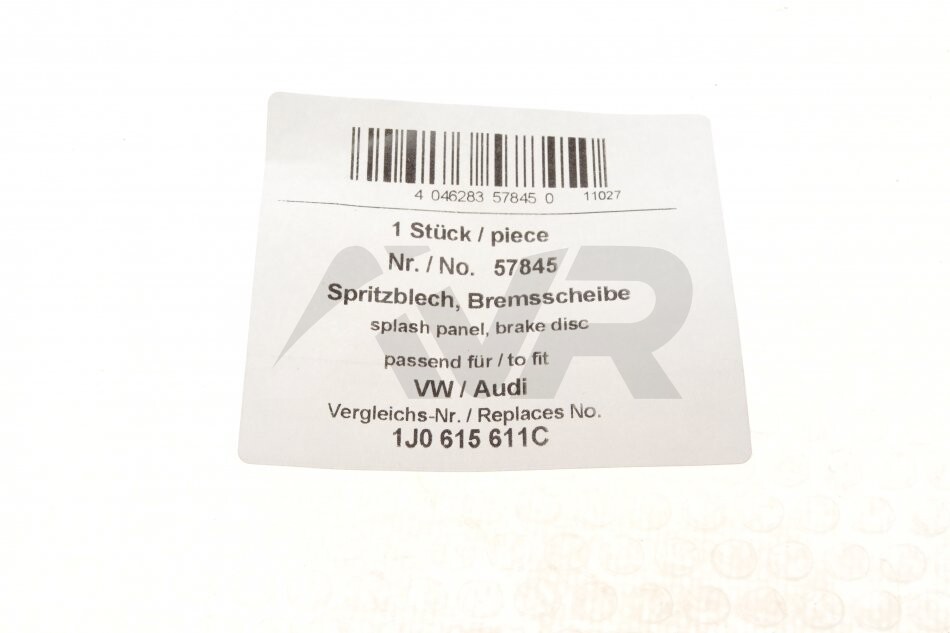 4 046283 57845 0 11027
1 Stück / piece
Nr. / No. 57845
Spritzblech, Bremsscheibe
splash panel, brake disc
passend für / to fit
VW / Audi
Vergleichs-Nr. / Replaces No.
1J0 615 611C